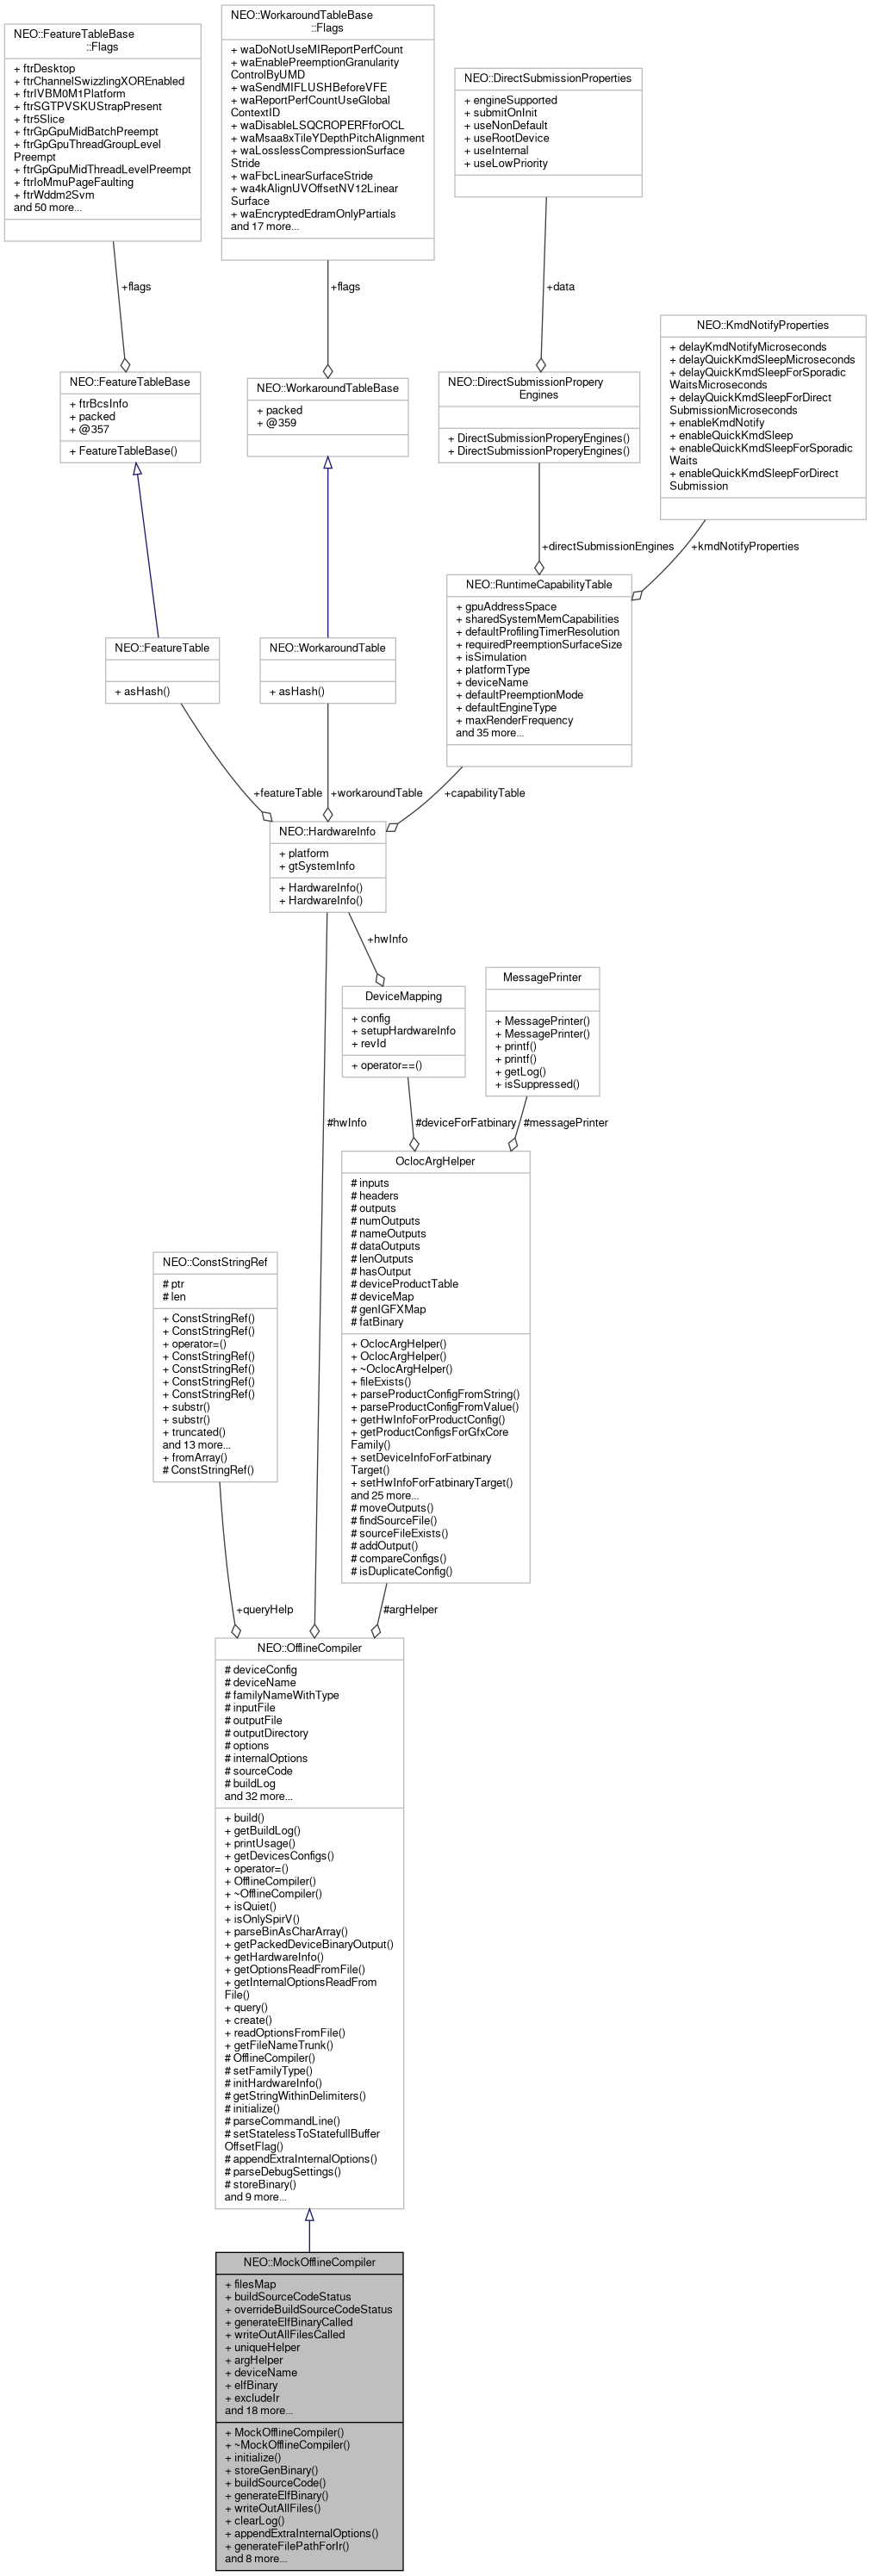 NEO::FeatureTableBase
::Flags
+ ftrDesktop
+ ftrChannelSwizzlingXOREnabled
+ ftrIVBM0M1Platform
+ ftrSGTPVSKUStrapPresent
+ ftr5Slice
+ ftrGpGpuMidBatchPreempt
+ ftrGpGpuThreadGroupLevel
Preempt
+ ftrGpGpuMidThreadLevelPreempt
+ ftrIoMmuPageFaulting
+ ftrWddm2Svm
and 50 more...
NEO::WorkaroundTableBase
::Flags
+ waDoNotUseMIReportPerfCount
+ waEnablePreemptionGranularity
ControlByUMD
+ waSendMIFLUSHBeforeVFE
+ waReportPerfCountUseGlobal
ContextID
+ waDisableLSQCROPERFforOCL
+ waMsaa8xTileYDepthPitchAlignment
+ waLosslessCompressionSurface
Stride
+ waFbcLinearSurfaceStride
+ wa4kAlignUVOffsetNV12Linear
Surface
+ waEncryptedEdramOnlyPartials
and 17 more...
NEO::DirectSubmissionProperties
+ engineSupported
+ submitOnInit
+ useNonDefault
+ useRootDevice
+ useInternal
+ useLowPriority
+flags
+flags
+data
NEO::KmdNotifyProperties
+ delayKmdNotifyMicroseconds
+ delayQuickKmdSleepMicroseconds
+ delayQuickKmdSleepForSporadic
WaitsMicroseconds
+ delayQuickKmdSleepForDirect
SubmissionMicroseconds
+ enableKmdNotify
+ enableQuickKmdSleep
+ enableQuickKmdSleepForSporadic
Waits
+ enableQuickKmdSleepForDirect
Submission
NEO::FeatureTableBase
+ ftrBcsInfo
+ packed
+ @357
+ FeatureTableBase()
NEO::WorkaroundTableBase
+ packed
+ @359
NEO::DirectSubmissionPropery
Engines
+ DirectSubmissionProperyEngines()
+ DirectSubmissionProperyEngines()
+directSubmissionEngines
+kmdNotifyProperties
NEO::FeatureTable
+ asHash()
NEO::WorkaroundTable
+ asHash()
NEO::RuntimeCapabilityTable
+ gpuAddressSpace
+ sharedSystemMemCapabilities
+ defaultProfilingTimerResolution
+ requiredPreemptionSurfaceSize
+ isSimulation
+ platformType
+ deviceName
+ defaultPreemptionMode
+ defaultEngineType
+ maxRenderFrequency
and 35 more...
+featureTable
+workaroundTable
+capabilityTable
NEO::HardwareInfo
+ platform
+ gtSystemInfo
+ HardwareInfo()
+ HardwareInfo()
+hwInfo
DeviceMapping
+ config
+ setupHardwareInfo
+ revId
+ operator==()
MessagePrinter
+ MessagePrinter()
+ MessagePrinter()
+ printf()
+ printf()
+ getLog()
+ isSuppressed()
#hwInfo
#deviceForFatbinary
#messagePrinter
OclocArgHelper
# inputs
# headers
# outputs
# numOutputs
# nameOutputs
# dataOutputs
# lenOutputs
# hasOutput
# deviceProductTable
# deviceMap
# genIGFXMap
# fatBinary
+ OclocArgHelper()
+ OclocArgHelper()
+ ~OclocArgHelper()
+ fileExists()
+ parseProductConfigFromString()
+ parseProductConfigFromValue()
+ getHwInfoForProductConfig()
+ getProductConfigsForGfxCore
Family()
+ setDeviceInfoForFatbinary
Target()
+ setHwInfoForFatbinaryTarget()
and 25 more...
# moveOutputs()
# findSourceFile()
# sourceFileExists()
# addOutput()
# compareConfigs()
# isDuplicateConfig()
NEO::ConstStringRef
# ptr
# len
+ ConstStringRef()
+ ConstStringRef()
+ operator=()
+ ConstStringRef()
+ ConstStringRef()
+ ConstStringRef()
+ ConstStringRef()
+ substr()
+ substr()
+ truncated()
and 13 more...
+ fromArray()
# ConstStringRef()
+queryHelp
#argHelper
NEO::OfflineCompiler
# deviceConfig
# deviceName
# familyNameWithType
# inputFile
# outputFile
# outputDirectory
# options
# internalOptions
# sourceCode
# buildLog
and 32 more...
+ build()
+ getBuildLog()
+ printUsage()
+ getDevicesConfigs()
+ operator=()
+ OfflineCompiler()
+ ~OfflineCompiler()
+ isQuiet()
+ isOnlySpirV()
+ parseBinAsCharArray()
+ getPackedDeviceBinaryOutput()
+ getHardwareInfo()
+ getOptionsReadFromFile()
+ getInternalOptionsReadFrom
File()
+ query()
+ create()
+ readOptionsFromFile()
+ getFileNameTrunk()
# OfflineCompiler()
# setFamilyType()
# initHardwareInfo()
# getStringWithinDelimiters()
# initialize()
# parseCommandLine()
# setStatelessToStatefullBuffer
OffsetFlag()
# appendExtraInternalOptions()
# parseDebugSettings()
# storeBinary()
and 9 more...
NEO::MockOfflineCompiler
+ filesMap
+ buildSourceCodeStatus
+ overrideBuildSourceCodeStatus
+ generateElfBinaryCalled
+ writeOutAllFilesCalled
+ uniqueHelper
+ argHelper
+ deviceName
+ elfBinary
+ excludeIr
and 18 more...
+ MockOfflineCompiler()
+ ~MockOfflineCompiler()
+ initialize()
+ storeGenBinary()
+ buildSourceCode()
+ generateElfBinary()
+ writeOutAllFiles()
+ clearLog()
+ appendExtraInternalOptions()
+ generateFilePathForIr()
and 8 more...